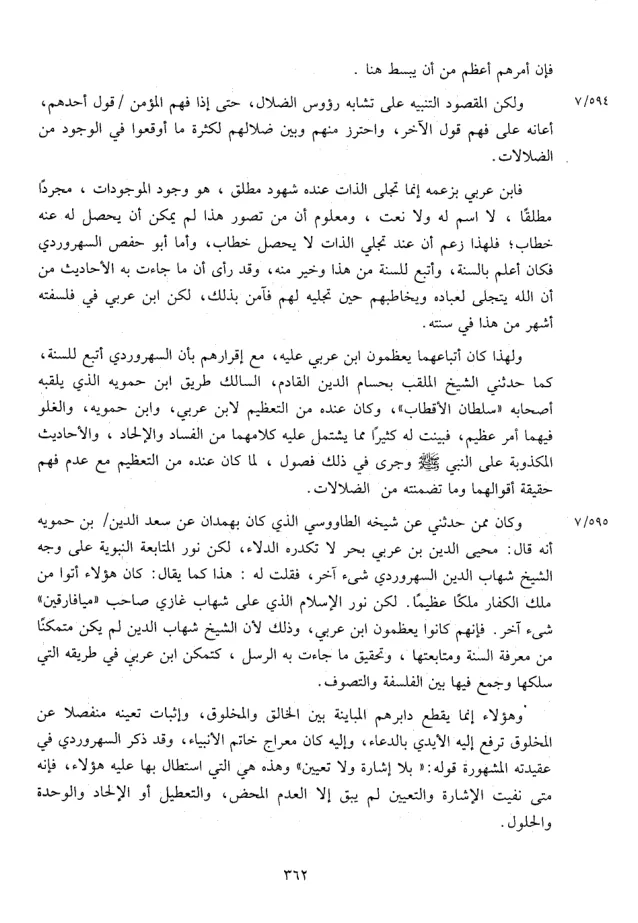 فإن أمرهم أعظم من أن يبسط هنا .
٧/٥٩٤ ولكن المقصود التنبيه على تشابه رؤوس الضلال، حتى إذا فهم المؤمن / قول أحدهم،
أعانه على فهم قول الآخر، واحترز منهم وبين ضلالهم لكثرة ما أوقعوا في الوجود من
الضلالات.
فابن عربي بزعمه إنما تجلى الذات عنده شهود مطلق ، هو وجود الموجودات ، مجردًا
مطلقًا ، لا اسم له ولا نعت ، ومعلوم أن من تصور هذا لم يمكن أن يحصل له عنه
خطاب؛ فلهذا زعم أن عند تجلي الذات لا يحصل خطاب، وأما أبو حفص السهروردي
فكان أعلم بالسنة، وأتبع للسنة من هذا وخير منه، وقد رأى أن ما جاءت به الأحاديث من
أن الله يتجلى لعباده ويخاطبهم حين تجليه لهم فآمن بذلك، لكن ابن عربي في فلسفته
أشهر من هذا في سنته.
ولهذا كان أتباعهما يعظمون ابن عربي عليه، مع إقرارهم بأن السهروردي أتبع للسنة،
كما حدثني الشيخ الملقب بحسام الدين القادم، السالك طريق ابن حمويه الذي يلقبه
أصحابه «سلطان الأقطاب»، وكان عنده من التعظيم لابن عربي، وابن حمويه، والغلو
فيهما أمر عظيم، فبينت له كثيرًا مما يشتمل عليه كلامهما من الفساد والإلحاد ، والأحاديث
المكذوبة على النبي ﷺ وجرى في ذلك فصول ، لما كان عنده من التعظيم مع عدم فهم
حقيقة أقوالهما وما تضمنته من الضلالات.
٧/٥٩٥ وكان ممن حدثني عن شيخه الطاووسي الذي كان بهمدان عن سعد الدين/ بن حمويه
أنه قال: محيى الدين بن عربي بحر لا تكدره الدلاء، لكن نور المتابعة النبوية على وجه
الشيخ شهاب الدين السهروردي شىء آخر، فقلت له : هذا كما يقال: كان هؤلاء أتوا من
ملك الكفار ملكًا عظيمًا. لكن نور الإسلام الذي على شهاب غازي صاحب «ميافارقين»
شىء آخر . فإنهم كانوا يعظمون ابن عربي، وذلك لأن الشيخ شهاب الدين لم يكن متمكنًا
من معرفة السنة ومتابعتها ، وتحقيق ما جاءت به الرسل ، كتمكن ابن عربي في طريقه التي
سلكها وجمع فيها بين الفلسفة والتصوف.
وهؤلاء إنما يقطع دابرهم المباينة بين الخالق والمخلوق، وإثبات تعينه منفصلا عن
المخلوق ترفع إليه الأيدي بالدعاء، وإليه كان معراج خاتم الأنبياء، وقد ذكر السهروردي في
عقيدته المشهورة قوله: « بلا إشارة ولا تعيين» وهذه هي التي استطال بها عليه هؤلاء، فإنه
متى نفيت الإشارة والتعيين لم يبق إلا العدم المحض، والتعطيل أو الإلحاد والوحدة
والحلول.
٣٦٢